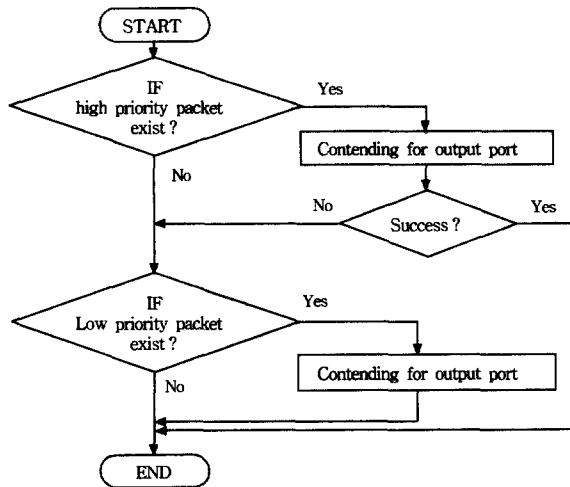 START
IF
high priority packet
exist ?
Yes
Contending for output port
No
No
Success ?
Yes
IF
Low priority packet
exist ?
Yes
Contending for output port
No
END